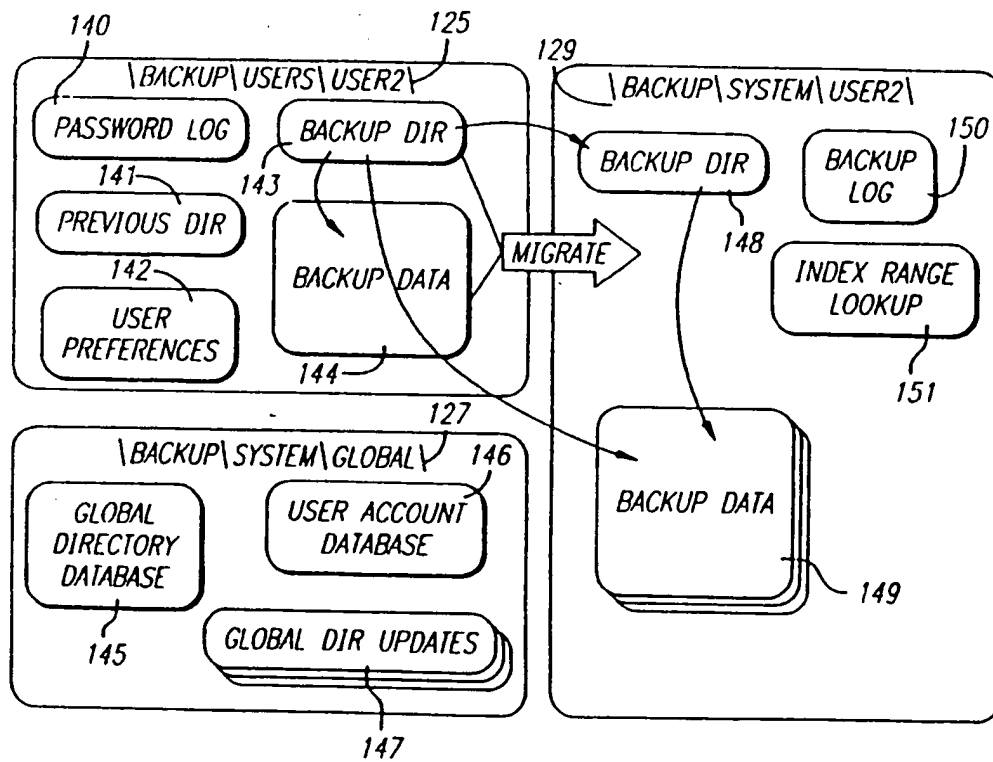 140
125
\BACKUP\USERS\USER2\
PASSWORD LOG
BACKUP DIR
143
141
PREVIOUS DIR
142
USER
PREFERENCES
BACKUP DATA
144
MIGRATE
129
\BACKUP\SYSTEM\USER2\
BACKUP DIR
148
BACKUP
LOG
150
INDEX RANGE
LOOKUP
151
BACKUP DATA
149
127
\BACKUP\SYSTEM\GLOBAL\
146
GLOBAL
DIRECTORY
DATABASE
145
USER ACCOUNT
DATABASE
GLOBAL DIR UPDATES
147